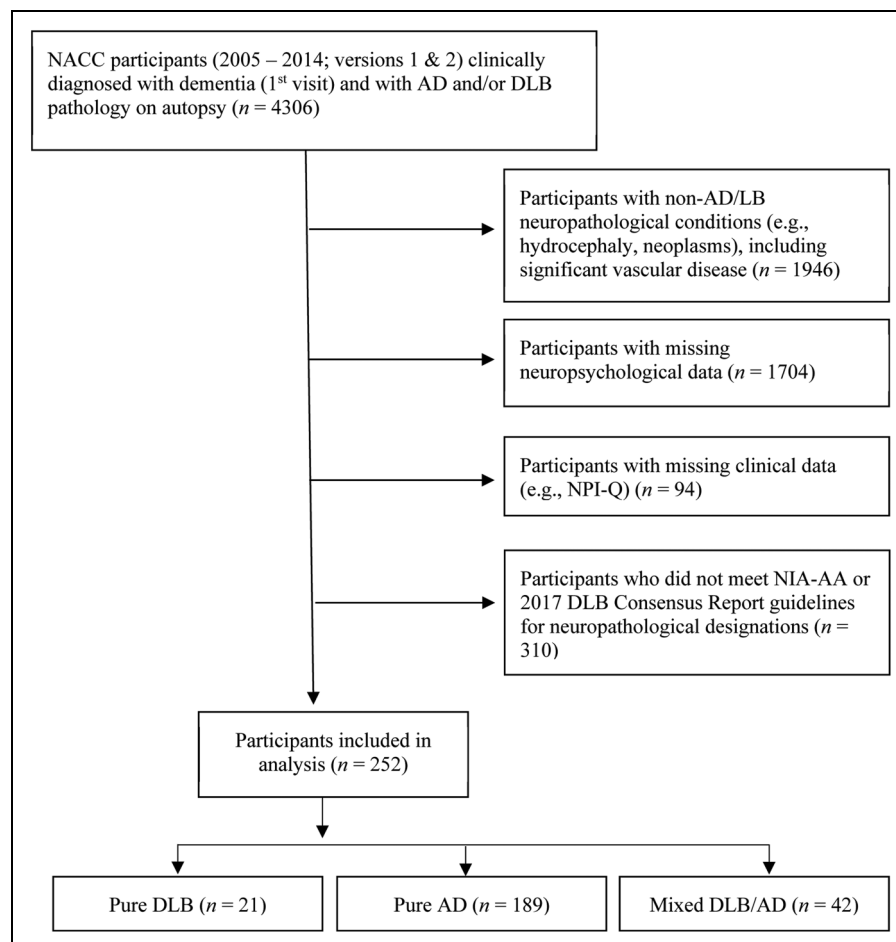 NACC participants (2005 – 2014; versions 1 & 2) clinically
diagnosed with dementia (1st visit) and with AD and/or DLB
pathology on autopsy (n = 4306)
Participants with non-AD/LB
neuropathological conditions (e.g.,
hydrocephaly, neoplasms), including
significant vascular disease (n = 1946)
Participants with missing
neuropsychological data (n = 1704)
Participants with missing clinical data
(e.g., NPI-Q) (n = 94)
Participants who did not meet NIA-AA or
2017 DLB Consensus Report guidelines
for neuropathological designations (n =
310)
Participants included in
analysis (n = 252)
Pure DLB (n = 21)
Pure AD (n = 189)
Mixed DLB/AD (n = 42)